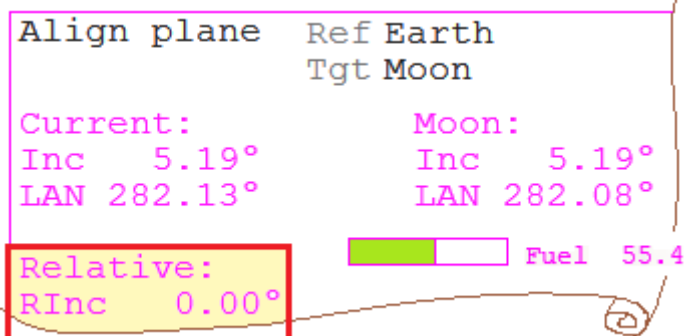 Align plane Ref Earth
Tgt Moon
Current: Moon:
Inc 5.19° Inc 5.19°
LAN 282.13° LAN 282.08°
Fuel 55.4
Relative:
RInc 0.00°